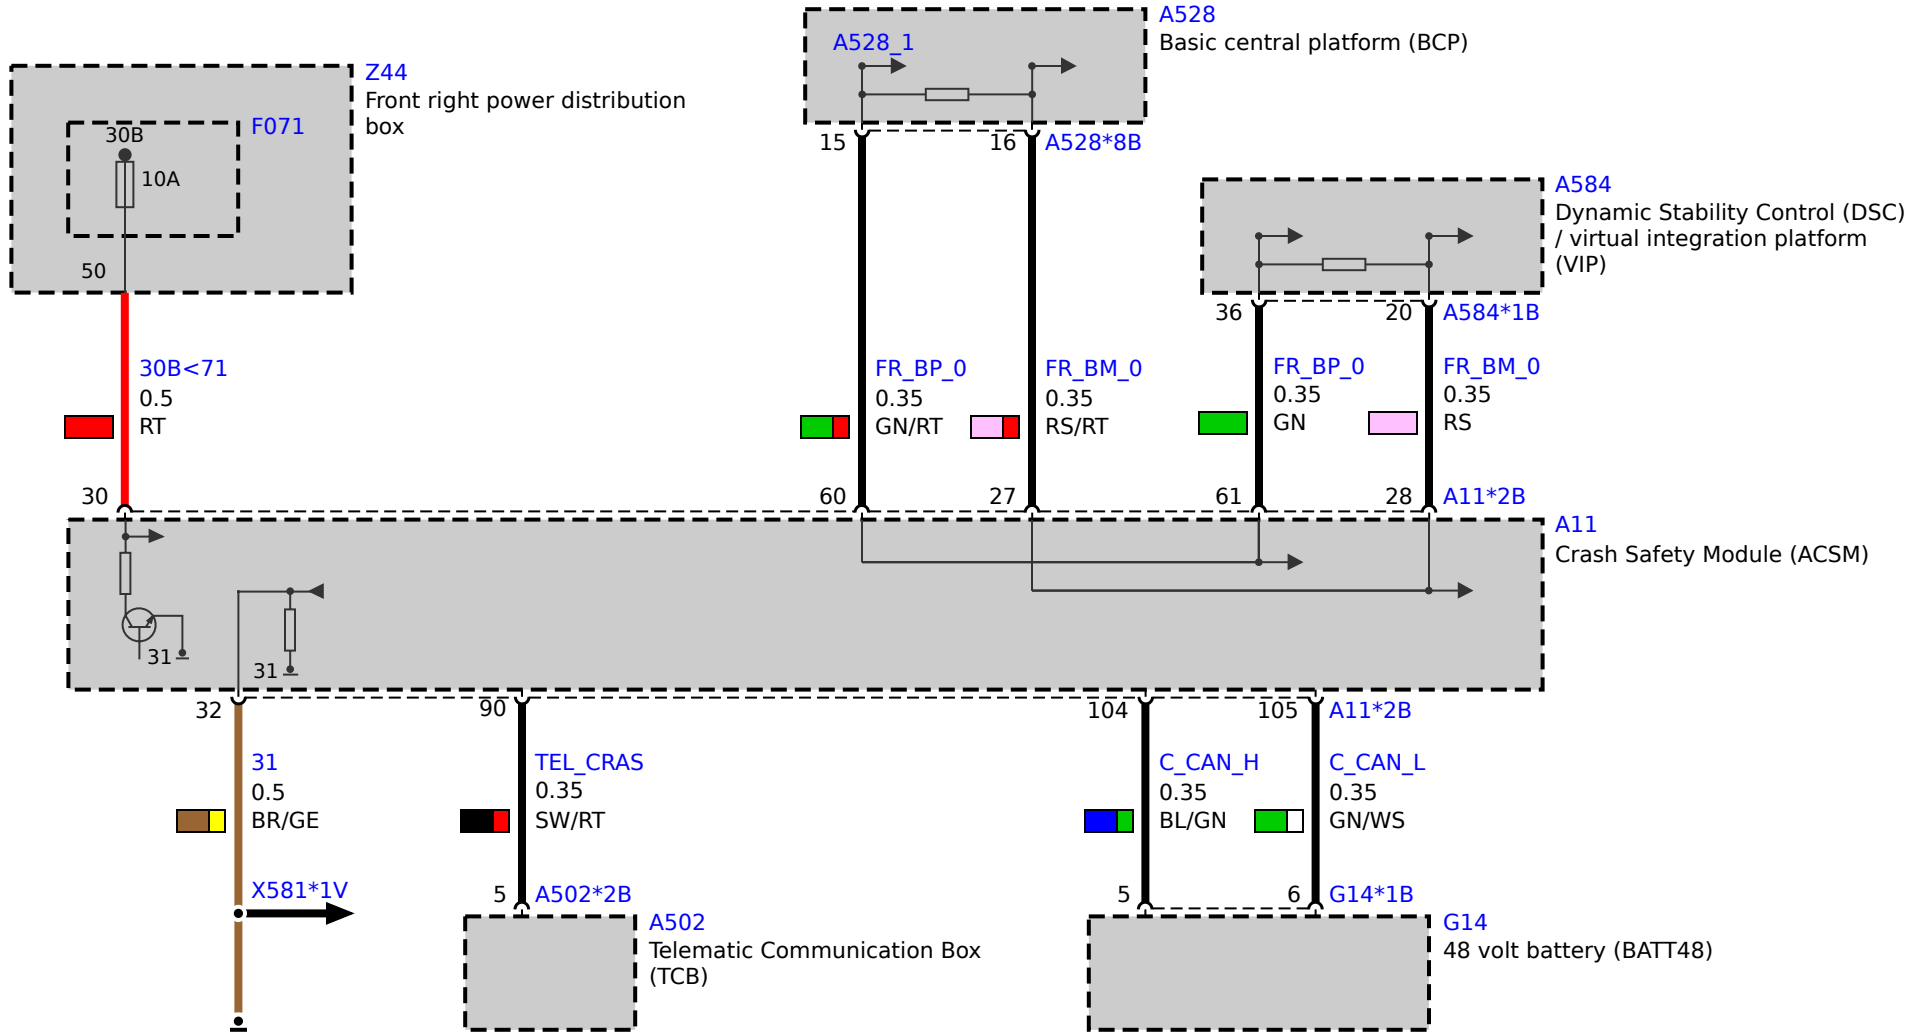 A528
Basic central platform (BCP)
A528_1
Z44
Front right power distribution
box
F071
30B
10A
50
15
16
A528*8B
A584
Dynamic Stability Control (DSC)
/ virtual integration platform
(VIP)
36
20
A584*1B
30B<71
0.5
RT
FR_BP_0
0.35
GN/RT
FR_BM_0
0.35
RS/RT
FR_BP_0
0.35
GN
FR_BM_0
0.35
RS
30
60
27
61
28
A11*2B
A11
Crash Safety Module (ACSM)
31
31
32
90
104
105
A11*2B
31
0.5
BR/GE
TEL_CRAS
0.35
SW/RT
C_CAN_H
0.35
BL/GN
C_CAN_L
0.35
GN/WS
X581*1V
5
A502*2B
5
6
G14*1B
A502
Telematic Communication Box
(TCB)
G14
48 volt battery (BATT48)